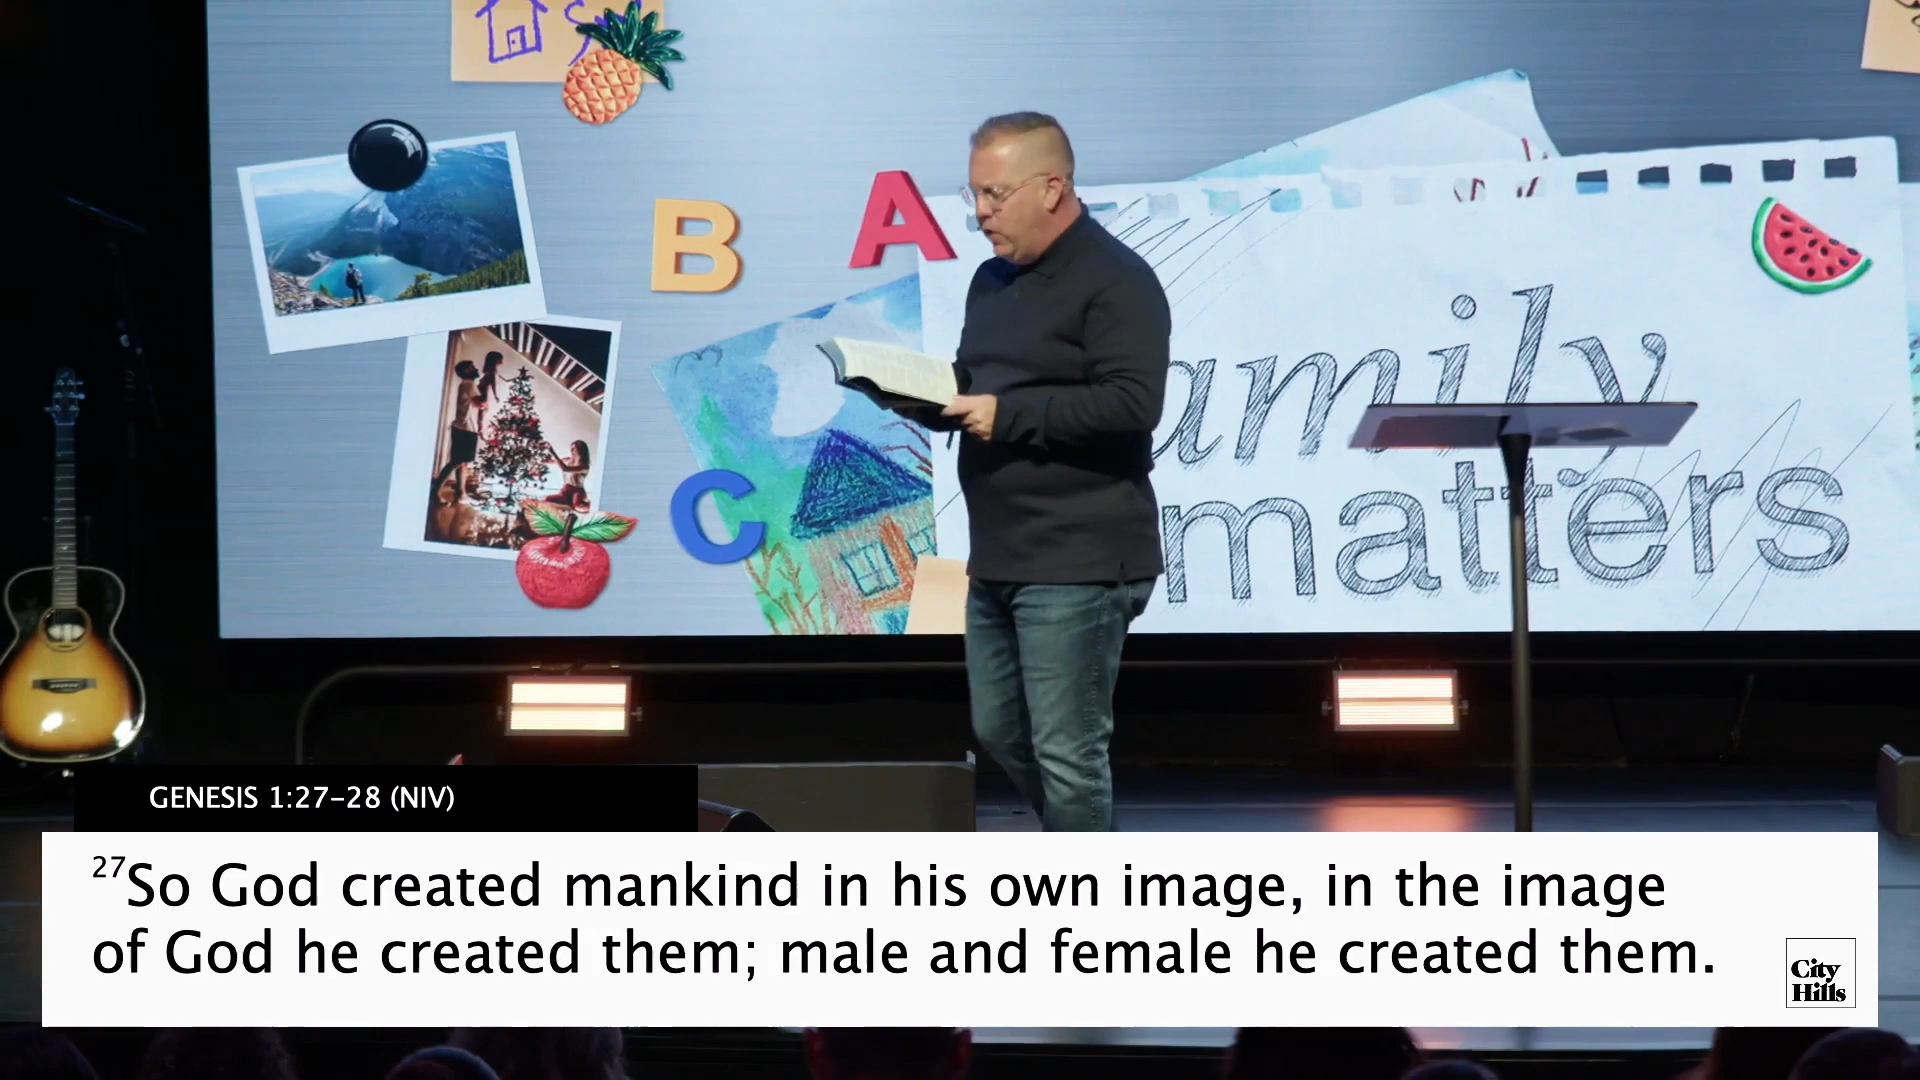 B
A
C
family
matters
GENESIS 1:27–28 (NIV)
27So God created mankind in his own image, in the image
of God he created them; male and female he created them.
City
Hills